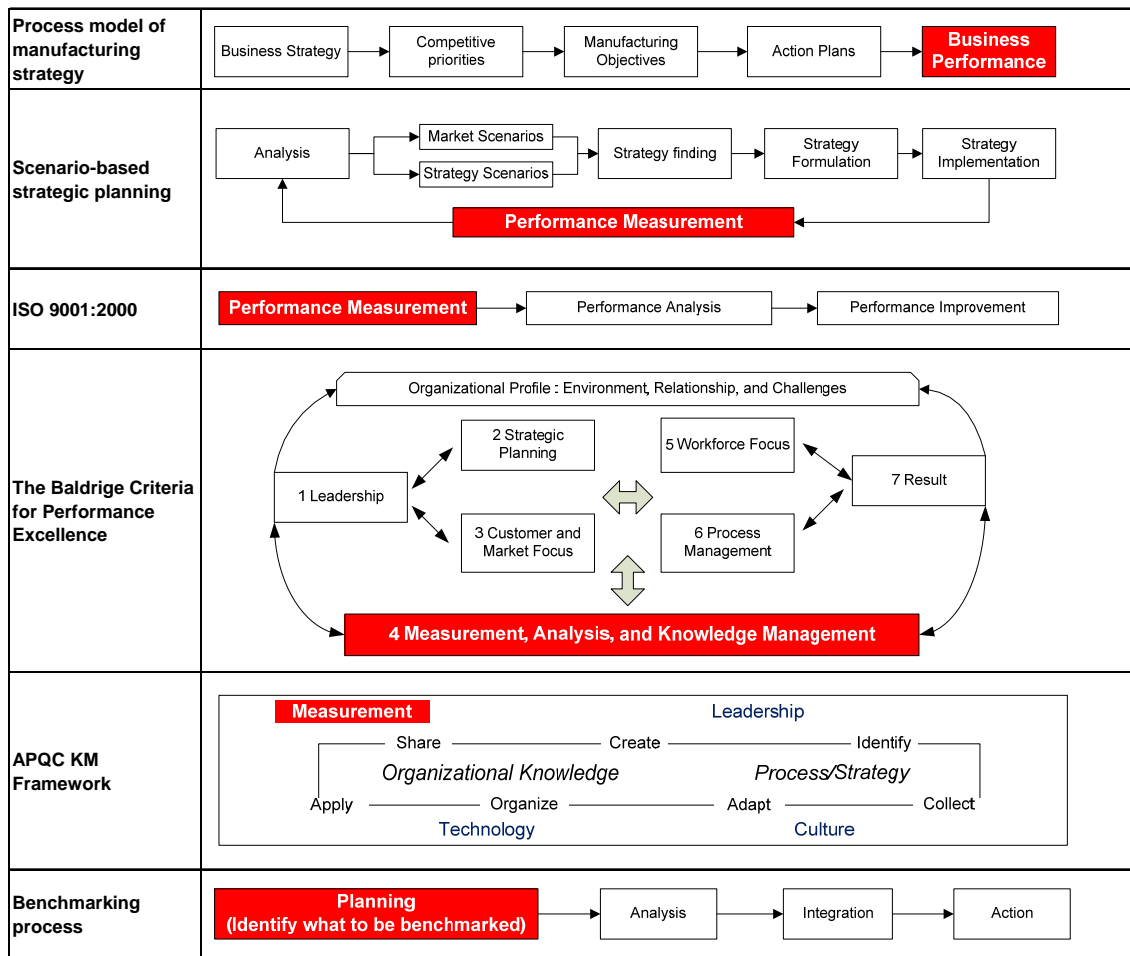 Process model of
manufacturing
strategy
Business Strategy
Competitive
priorities
Manufacturing
Objectives
Action Plans
Business
Performance
Scenario-based
strategic planning
Analysis
Market Scenarios
Strategy Scenarios
Strategy finding
Strategy
Formulation
Strategy
Implementation
Performance Measurement
ISO 9001:2000
Performance Measurement
Performance Analysis
Performance Improvement
The Baldrige Criteria
for Performance
Excellence
Organizational Profile : Environment, Relationship, and Challenges
2 Strategic
Planning
5 Workforce Focus
1 Leadership
7 Result
3 Customer and
Market Focus
6 Process
Management
4 Measurement, Analysis, and Knowledge Management
APQC KM
Framework
Measurement
Leadership
Share
Create
Identify
Organizational Knowledge
Process/Strategy
Apply
Organize
Adapt
Collect
Technology
Culture
Benchmarking
process
Planning
(Identify what to be benchmarked)
Analysis
Integration
Action